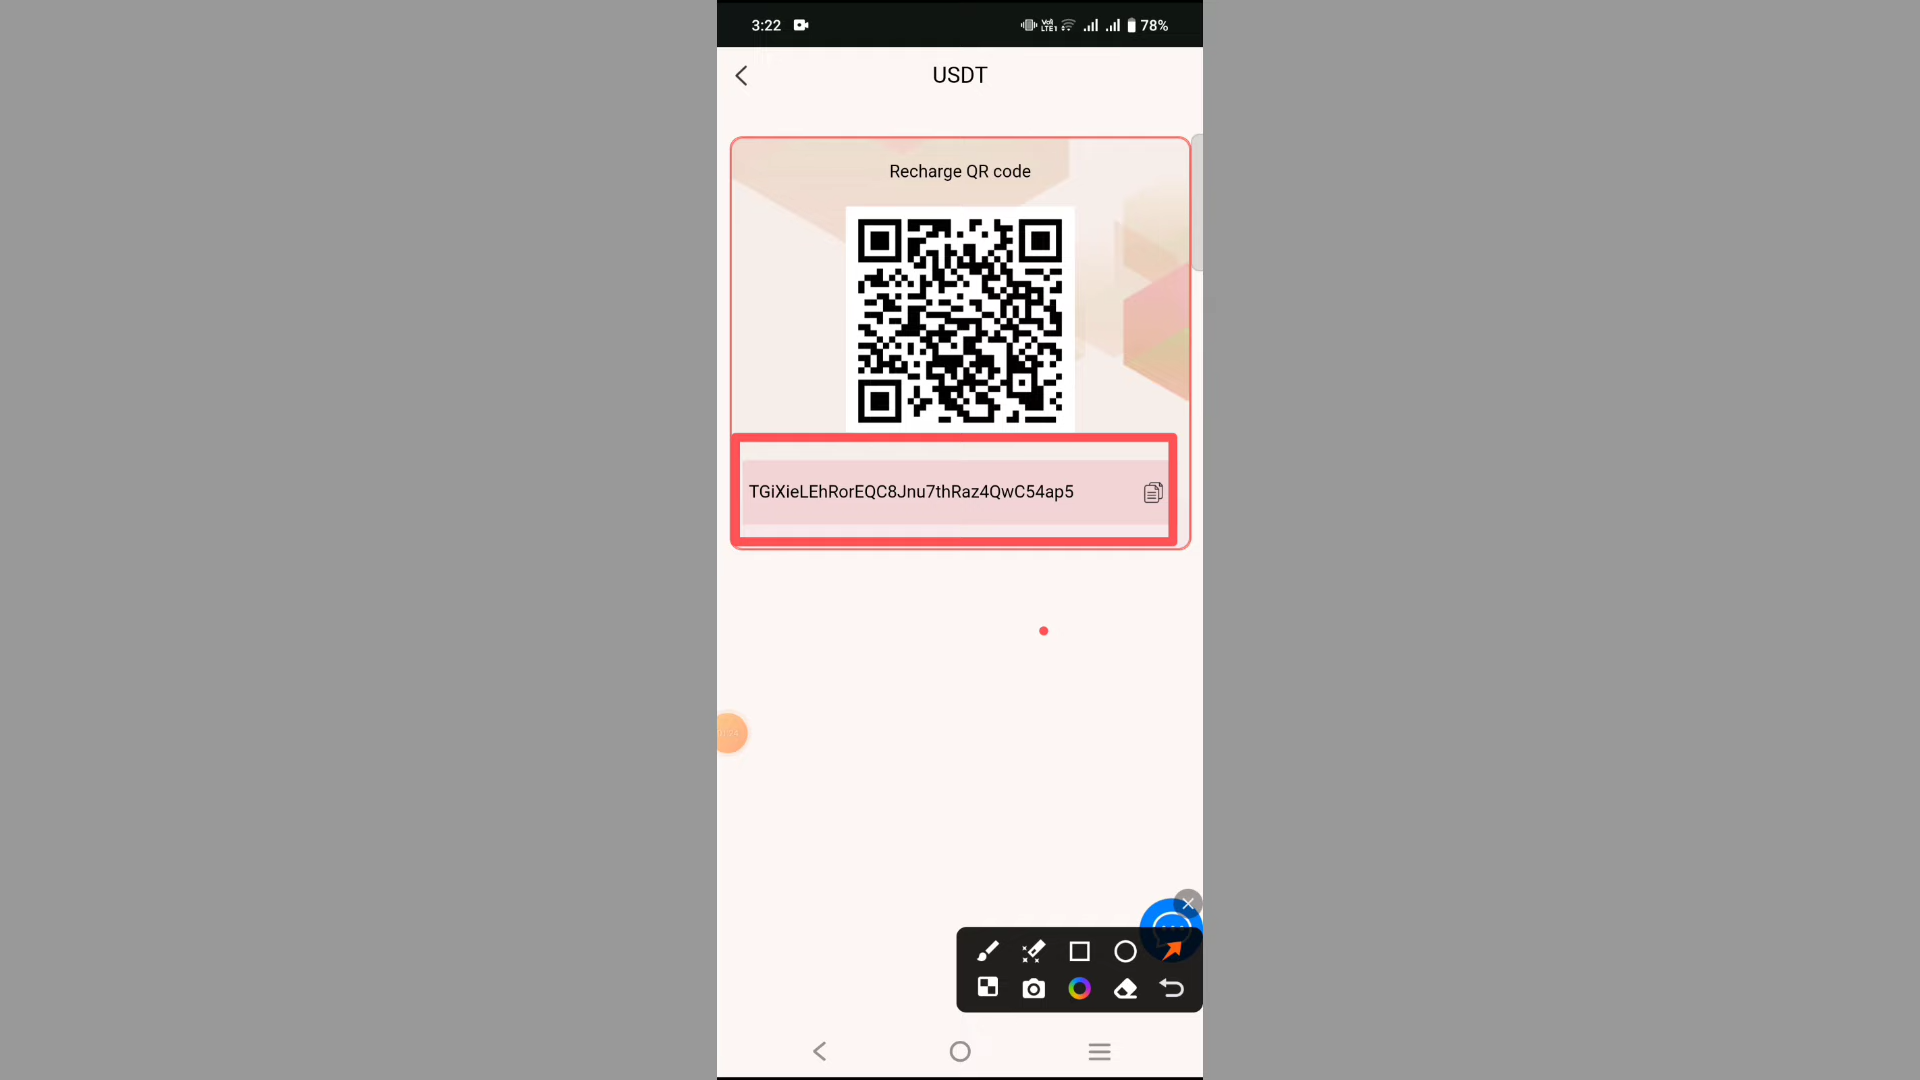 3:22
78%
USDT
Recharge QR code
TGiXieLEhRorEQC8Jnu7thRaz4QwC54ap5